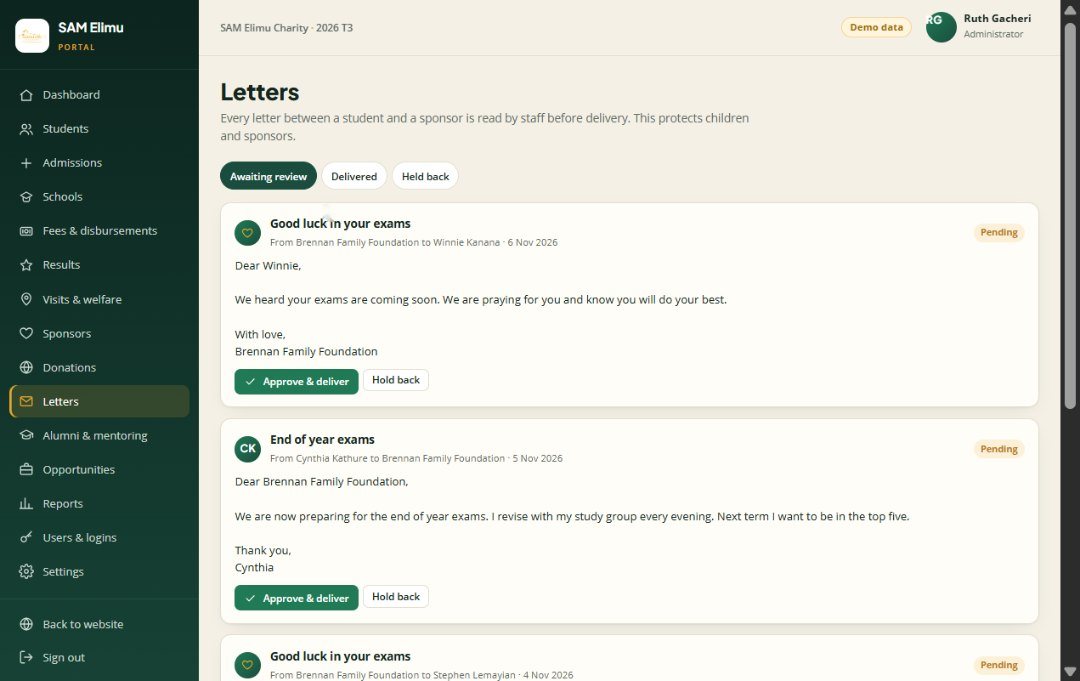 SAM Elimu
PORTAL
Dashboard
Students
Admissions
Schools
Fees & disbursements
Results
Visits & welfare
Sponsors
Donations
Letters
Alumni & mentoring
Opportunities
Reports
Users & logins
Settings
Back to website
Sign out
SAM Elimu Charity · 2026 T3
Demo data
RG
Ruth Gacheri
Administrator
Letters
Every letter between a student and a sponsor is read by staff before delivery. This protects children
and sponsors.
Awaiting review
Delivered
Held back
Good luck in your exams
From Brennan Family Foundation to Winnie Kanana · 6 Nov 2026
Pending
Dear Winnie,
We heard your exams are coming soon. We are praying for you and know you will do your best.
With love,
Brennan Family Foundation
Approve & deliver
Hold back
CK
End of year exams
From Cynthia Kathure to Brennan Family Foundation · 5 Nov 2026
Pending
Dear Brennan Family Foundation,
We are now preparing for the end of year exams. I revise with my study group every evening. Next term I want to be in the top five.
Thank you,
Cynthia
Approve & deliver
Hold back
Good luck in your exams
From Brennan Family Foundation to Stephen Lemayian · 4 Nov 2026
Pending